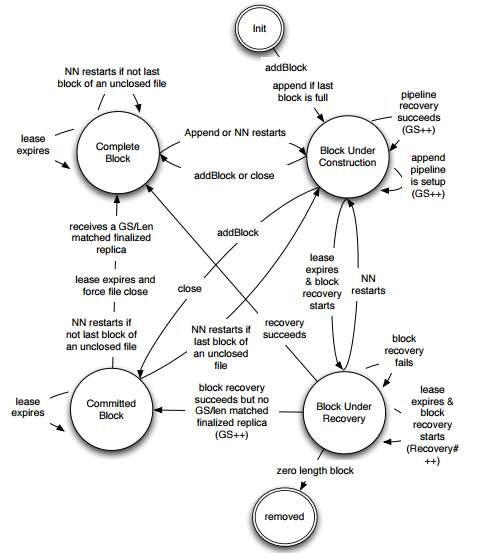 Init
addBlock
append if last
block is full
NN restarts if not last
block of an unclosed file
pipeline
recovery
succeeds
(GS++)
lease
expires
Complete
Block
Append or NN restarts
addBlock or close
Block Under
Construction
append
pipeline
is setup
(GS++)
receives a GS/Len
matched finalized
replica
addBlock
lease expires and
force file close
close
lease
expires
& block
recovery
starts
NN
restarts
NN restarts if
not last block of
an unclosed file
NN restarts if
last block of
an unclosed
file
recovery
succeeds
block
recovery
fails
lease
expires
Committed
Block
block recovery
succeeds but no
GS/len matched
finalized replica
(GS++)
Block Under
Recovery
lease
expires &
block
recovery
starts
(Recovery#
++)
zero length block
removed